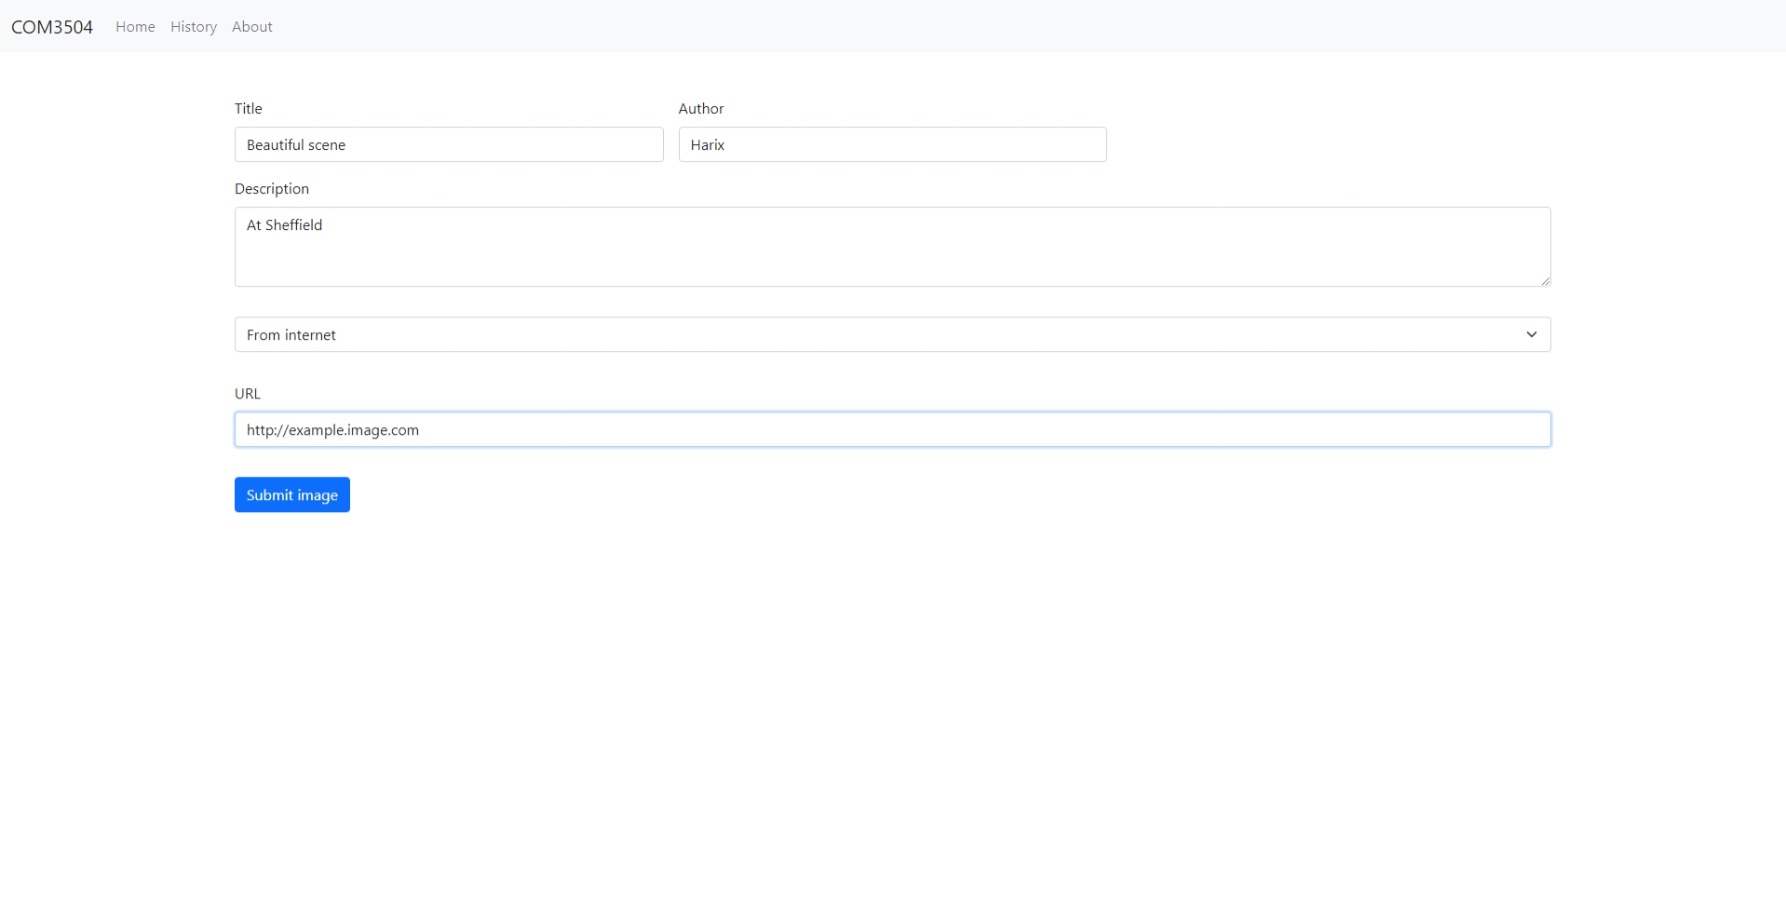 COM3504 Home History About
Title Author
Beautiful scene Harix
Description
At Sheffield
From internet
URL
http://example.image.com
Submit image